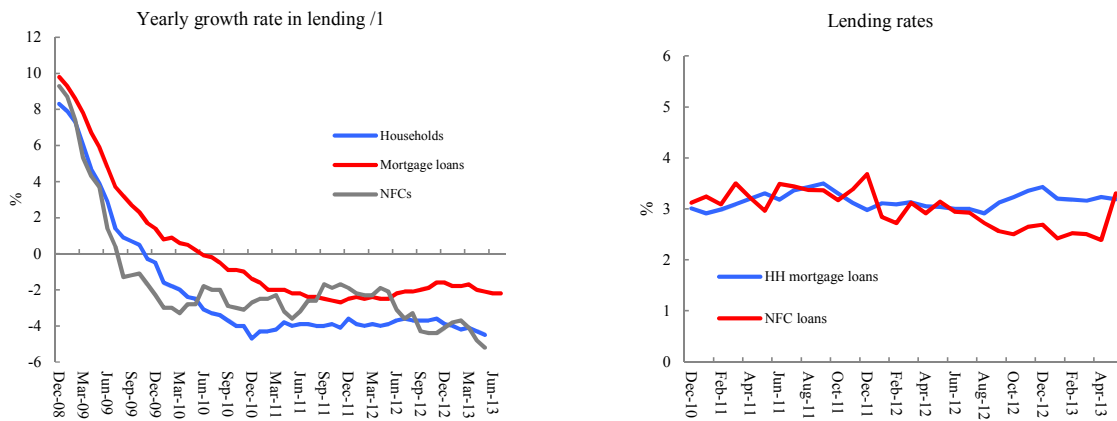 Yearly growth rate in lending /1
12
10
8
6
4
2
0
-2
-4
-6
%
Households
Mortgage loans
NFCs
Dec-08
Mar-09
Jun-09
Sep-09
Dec-09
Mar-10
Jun-10
Sep-10
Dec-10
Mar-11
Jun-11
Sep-11
Dec-11
Mar-12
Jun-12
Sep-12
Dec-12
Mar-13
Jun-13
Lending rates
6
5
4
3
2
1
0
%
HH mortgage loans
NFC loans
Dec-10
Feb-11
Apr-11
Jun-11
Aug-11
Oct-11
Dec-11
Feb-12
Apr-12
Jun-12
Aug-12
Oct-12
Dec-12
Feb-13
Apr-13